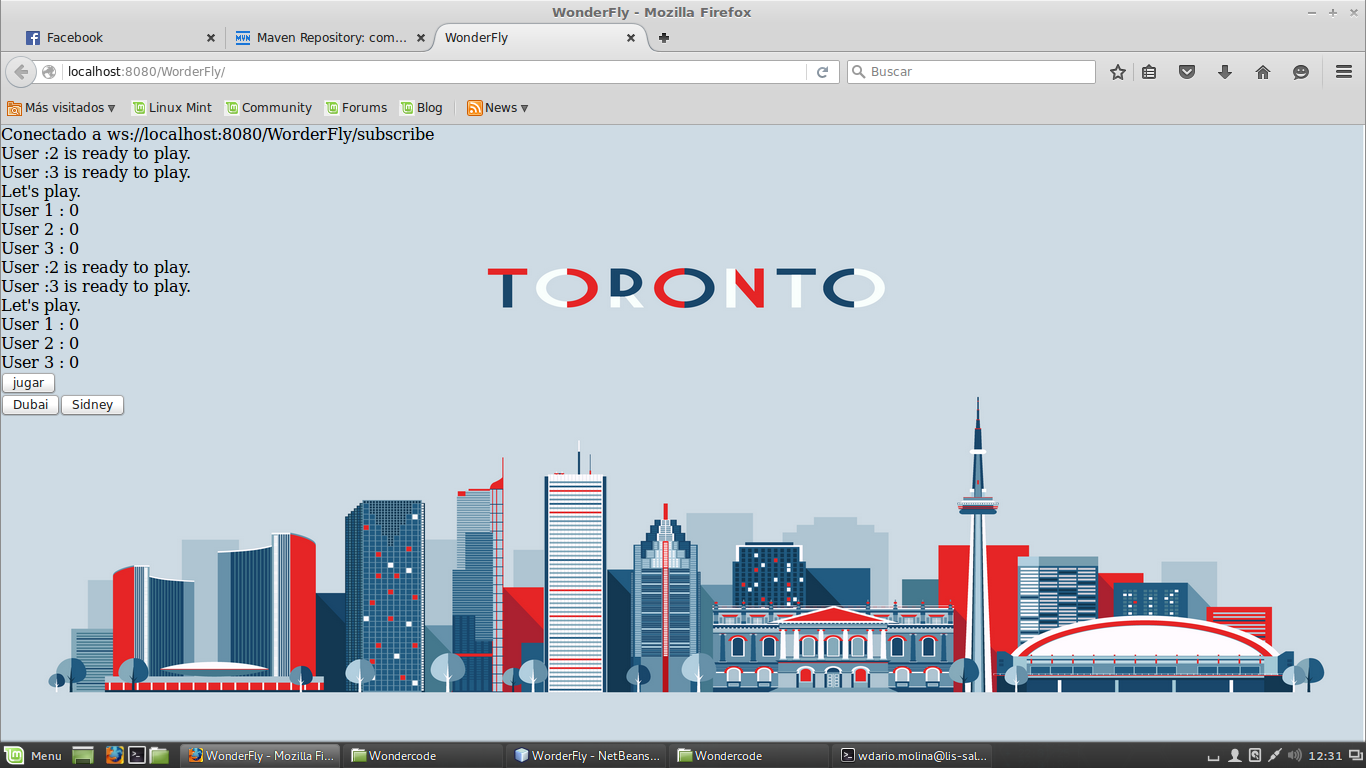 WonderFly - Mozilla Firefox
Facebook
Maven Repository: com...
WonderFly
localhost:8080/WorderFly/
Buscar
Más visitados
Linux Mint
Community
Forums
Blog
News
Conectado a ws://localhost:8080/WorderFly/subscribe
User :2 is ready to play.
User :3 is ready to play.
Let's play.
User 1 : 0
User 2 : 0
User 3 : 0
User :2 is ready to play.
User :3 is ready to play.
Let's play.
User 1 : 0
User 2 : 0
User 3 : 0
TORONTO
jugar
Dubai Sidney
Menu
WonderFly - Mozilla Fi...
Wondercode
WorderFly - NetBeans...
Wondercode
wdario.molina@lis-sal...
12:31